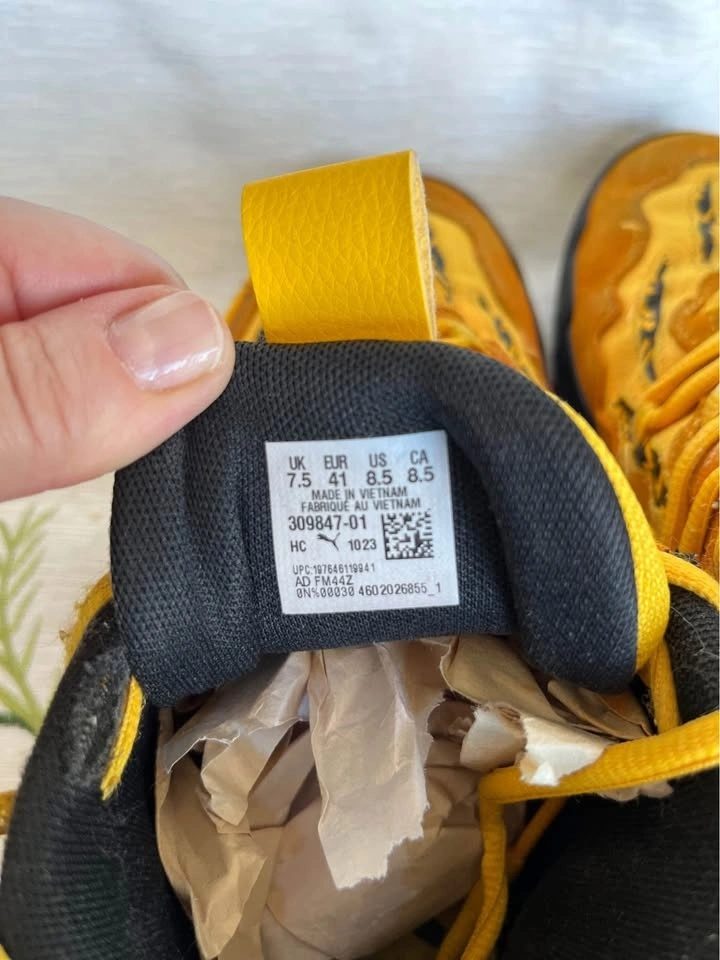 UK EUR US CA
7.5 41 8.5 8.5
MADE IN VIETNAM
FABRIQUÉ AU VIETNAM
309847-01
HC 1023
UPC:197646119941
AD FM44Z
0N%00030 4602026855_1